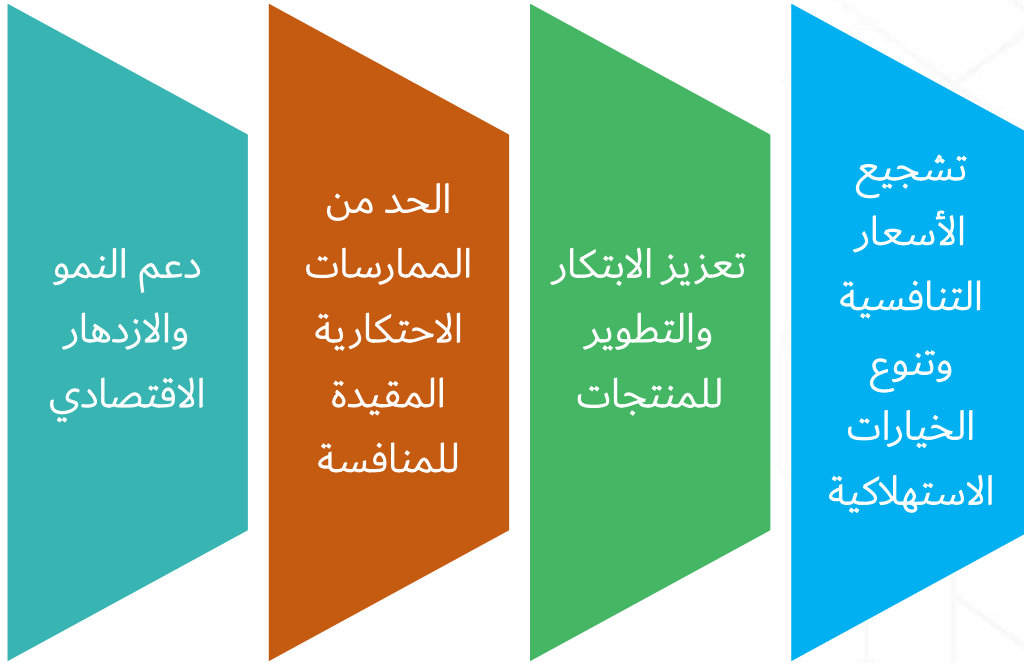 تشجيع
الأسعار
التنافسية
وتنوع
الخيارات
الاستهلاكية
تعزيز الابتكار
والتطوير
للمنتجات
الحد من
الممارسات
الاحتكارية
المقيدة
للمنافسة
دعم النمو
والازدهار
الاقتصادي